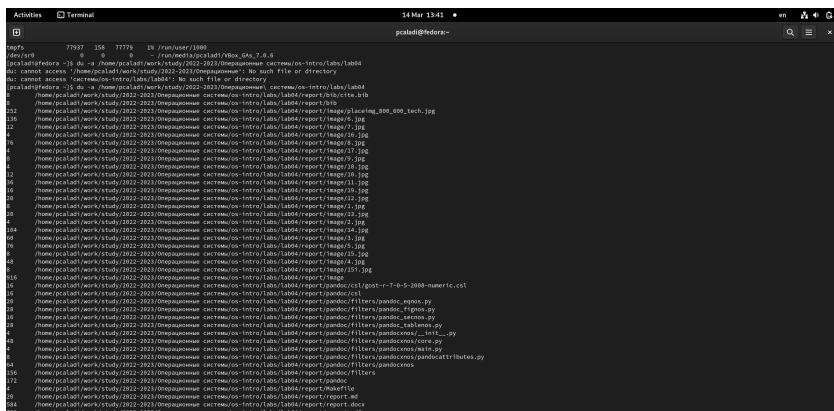 Activities Terminal 14 Mar 13:41 en
pcaladi@fedora:~
tmpfs 77937 158 77779 1% /run/user/1000
/dev/sr0 0 0 0 - /run/media/pcaladi/VBox_GAs_7.0.6
[pcaladi@fedora ~]$ du -a /home/pcaladi/work/study/2022-2023/Операционные системы/os-intro/labs/lab04
du: cannot access '/home/pcaladi/work/study/2022-2023/Операционные': No such file or directory
du: cannot access 'системы/os-intro/labs/lab04': No such file or directory
[pcaladi@fedora ~]$ du -a /home/pcaladi/work/study/2022-2023/Операционные\ системы/os-intro/labs/lab04
8 /home/pcaladi/work/study/2022-2023/Операционные системы/os-intro/labs/lab04/report/bib/cite.bib
8 /home/pcaladi/work/study/2022-2023/Операционные системы/os-intro/labs/lab04/report/bib
252 /home/pcaladi/work/study/2022-2023/Операционные системы/os-intro/labs/lab04/report/image/placeimg_800_600_tech.jpg
136 /home/pcaladi/work/study/2022-2023/Операционные системы/os-intro/labs/lab04/report/image/6.jpg
12 /home/pcaladi/work/study/2022-2023/Операционные системы/os-intro/labs/lab04/report/image/7.jpg
4 /home/pcaladi/work/study/2022-2023/Операционные системы/os-intro/labs/lab04/report/image/16.jpg
76 /home/pcaladi/work/study/2022-2023/Операционные системы/os-intro/labs/lab04/report/image/8.jpg
4 /home/pcaladi/work/study/2022-2023/Операционные системы/os-intro/labs/lab04/report/image/17.jpg
8 /home/pcaladi/work/study/2022-2023/Операционные системы/os-intro/labs/lab04/report/image/9.jpg
4 /home/pcaladi/work/study/2022-2023/Операционные системы/os-intro/labs/lab04/report/image/18.jpg
12 /home/pcaladi/work/study/2022-2023/Операционные системы/os-intro/labs/lab04/report/image/10.jpg
36 /home/pcaladi/work/study/2022-2023/Операционные системы/os-intro/labs/lab04/report/image/11.jpg
16 /home/pcaladi/work/study/2022-2023/Операционные системы/os-intro/labs/lab04/report/image/19.jpg
20 /home/pcaladi/work/study/2022-2023/Операционные системы/os-intro/labs/lab04/report/image/12.jpg
8 /home/pcaladi/work/study/2022-2023/Операционные системы/os-intro/labs/lab04/report/image/1.jpg
20 /home/pcaladi/work/study/2022-2023/Операционные системы/os-intro/labs/lab04/report/image/13.jpg
4 /home/pcaladi/work/study/2022-2023/Операционные системы/os-intro/labs/lab04/report/image/2.jpg
104 /home/pcaladi/work/study/2022-2023/Операционные системы/os-intro/labs/lab04/report/image/14.jpg
60 /home/pcaladi/work/study/2022-2023/Операционные системы/os-intro/labs/lab04/report/image/3.jpg
76 /home/pcaladi/work/study/2022-2023/Операционные системы/os-intro/labs/lab04/report/image/5.jpg
8 /home/pcaladi/work/study/2022-2023/Операционные системы/os-intro/labs/lab04/report/image/15.jpg
48 /home/pcaladi/work/study/2022-2023/Операционные системы/os-intro/labs/lab04/report/image/4.jpg
8 /home/pcaladi/work/study/2022-2023/Операционные системы/os-intro/labs/lab04/report/image/151.jpg
916 /home/pcaladi/work/study/2022-2023/Операционные системы/os-intro/labs/lab04/report/image
16 /home/pcaladi/work/study/2022-2023/Операционные системы/os-intro/labs/lab04/report/pandoc/csl/gost-r-7-0-5-2008-numeric.csl
16 /home/pcaladi/work/study/2022-2023/Операционные системы/os-intro/labs/lab04/report/pandoc/csl
20 /home/pcaladi/work/study/2022-2023/Операционные системы/os-intro/labs/lab04/report/pandoc/filters/pandoc_eqnos.py
28 /home/pcaladi/work/study/2022-2023/Операционные системы/os-intro/labs/lab04/report/pandoc/filters/pandoc_fignos.py
16 /home/pcaladi/work/study/2022-2023/Операционные системы/os-intro/labs/lab04/report/pandoc/filters/pandoc_secnos.py
28 /home/pcaladi/work/study/2022-2023/Операционные системы/os-intro/labs/lab04/report/pandoc/filters/pandoc_tablenos.py
4 /home/pcaladi/work/study/2022-2023/Операционные системы/os-intro/labs/lab04/report/pandoc/filters/pandocxnos/__init__.py
48 /home/pcaladi/work/study/2022-2023/Операционные системы/os-intro/labs/lab04/report/pandoc/filters/pandocxnos/core.py
4 /home/pcaladi/work/study/2022-2023/Операционные системы/os-intro/labs/lab04/report/pandoc/filters/pandocxnos/main.py
8 /home/pcaladi/work/study/2022-2023/Операционные системы/os-intro/labs/lab04/report/pandoc/filters/pandocxnos/pandocattributes.py
64 /home/pcaladi/work/study/2022-2023/Операционные системы/os-intro/labs/lab04/report/pandoc/filters/pandocxnos
156 /home/pcaladi/work/study/2022-2023/Операционные системы/os-intro/labs/lab04/report/pandoc/filters
172 /home/pcaladi/work/study/2022-2023/Операционные системы/os-intro/labs/lab04/report/pandoc
4 /home/pcaladi/work/study/2022-2023/Операционные системы/os-intro/labs/lab04/report/Makefile
20 /home/pcaladi/work/study/2022-2023/Операционные системы/os-intro/labs/lab04/report/report.md
584 /home/pcaladi/work/study/2022-2023/Операционные системы/os-intro/labs/lab04/report/report.docx